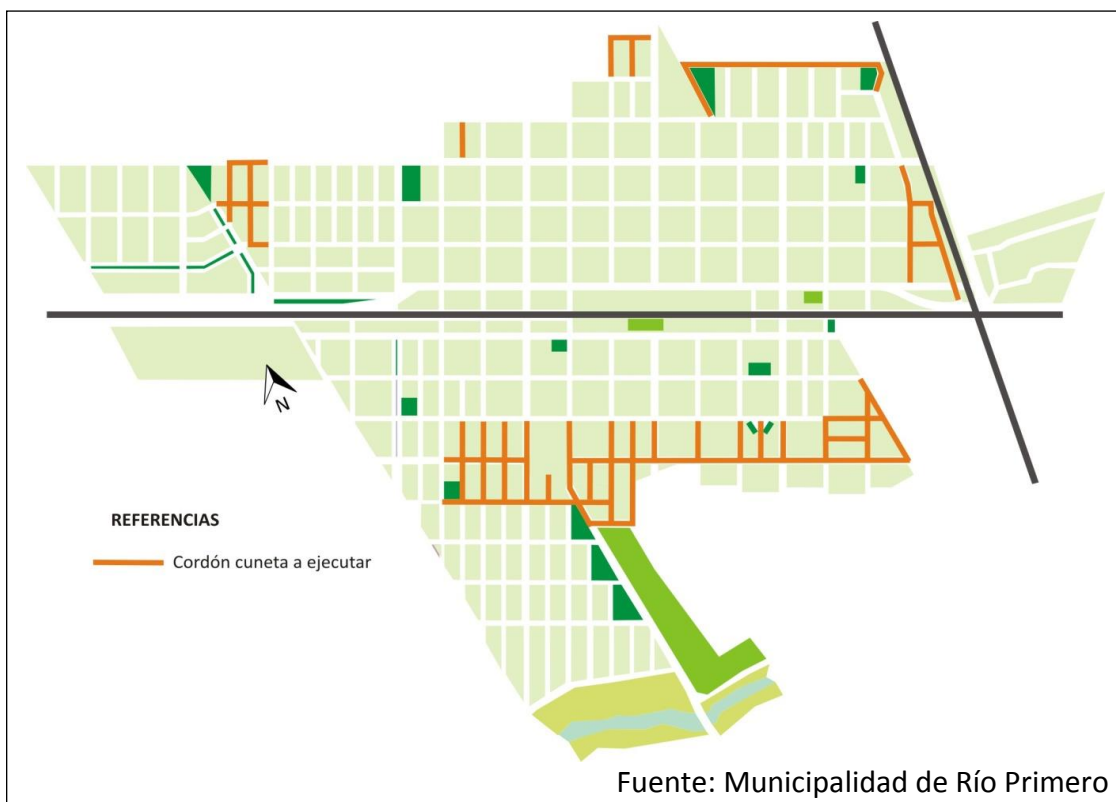 N
REFERENCIAS
Cordón cuneta a ejecutar
Fuente: Municipalidad de Río Primero